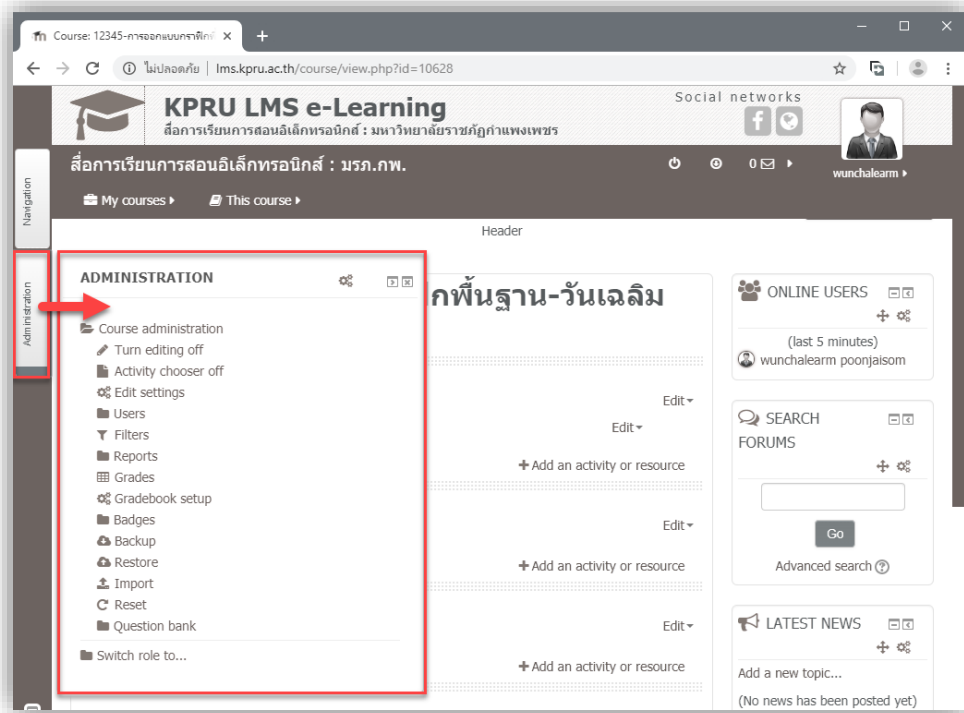 Course: 12345-การออกแบบกราฟิกพื้
ไม่ปลอดภัย | lms.kpru.ac.th/course/view.php?id=10628
KPRU LMS e-Learning
สื่อการเรียนการสอนอิเล็กทรอนิกส์ : มหาวิทยาลัยราชภัฏกำแพงเพชร
Social networks
สื่อการเรียนการสอนอิเล็กทรอนิกส์ : มรภ.กพ.
0
wunchalearm
My courses
This course
Navigation
Administration
Header
ADMINISTRATION
Course administration
Turn editing off
Activity chooser off
Edit settings
Users
Filters
Reports
Grades
Gradebook setup
Badges
Backup
Restore
Import
Reset
Question bank
Switch role to...
กพื้นฐาน-วันเฉลิม
Edit
Edit
Add an activity or resource
Edit
Add an activity or resource
Edit
Add an activity or resource
ONLINE USERS
(last 5 minutes)
wunchalearm poonjaisom
SEARCH
FORUMS
Go
Advanced search
LATEST NEWS
Add a new topic...
(No news has been posted yet)